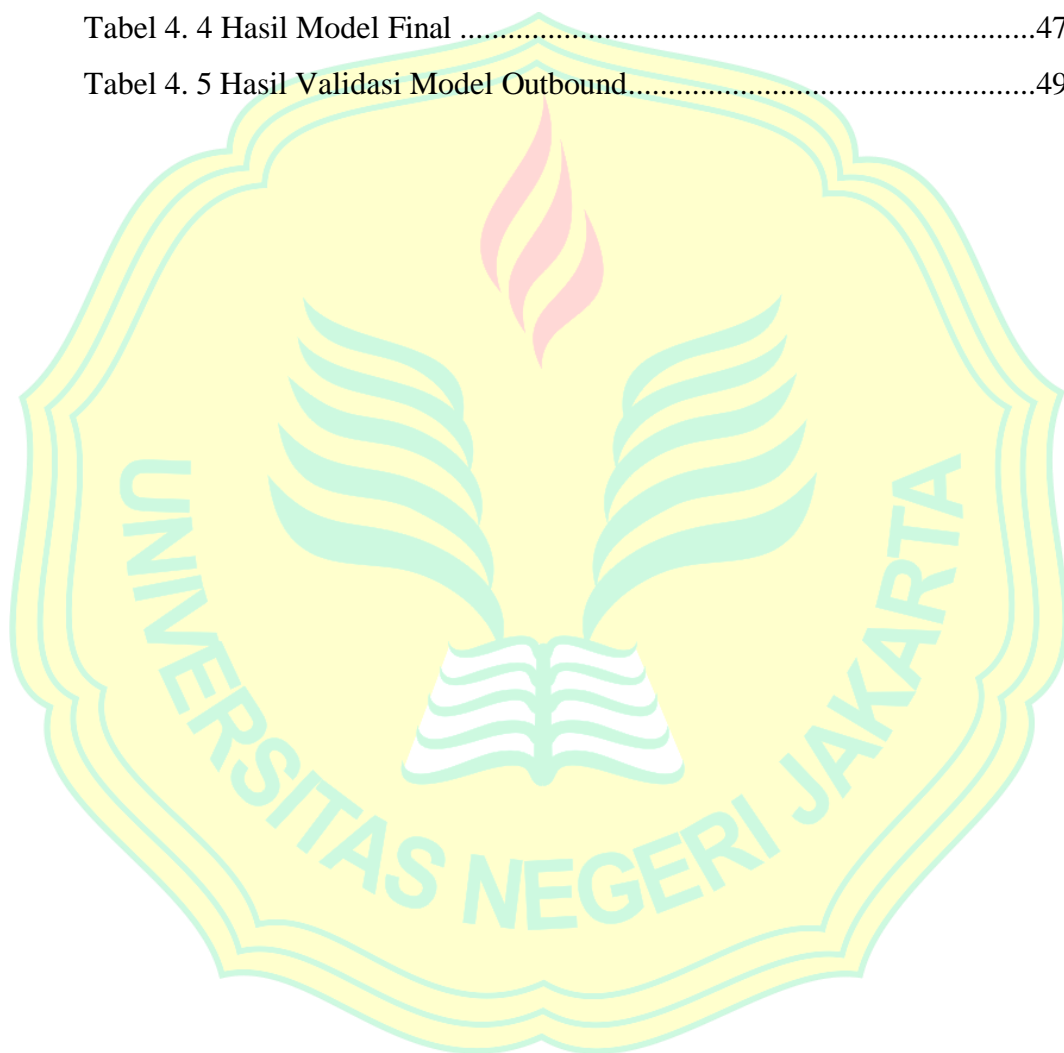 Tabel 4. 4 Hasil Model Final ..........................................................................................47
Tabel 4. 5 Hasil Validasi Model Outbound...............................................................49
UNIVERSITAS NEGERI JAKARTA